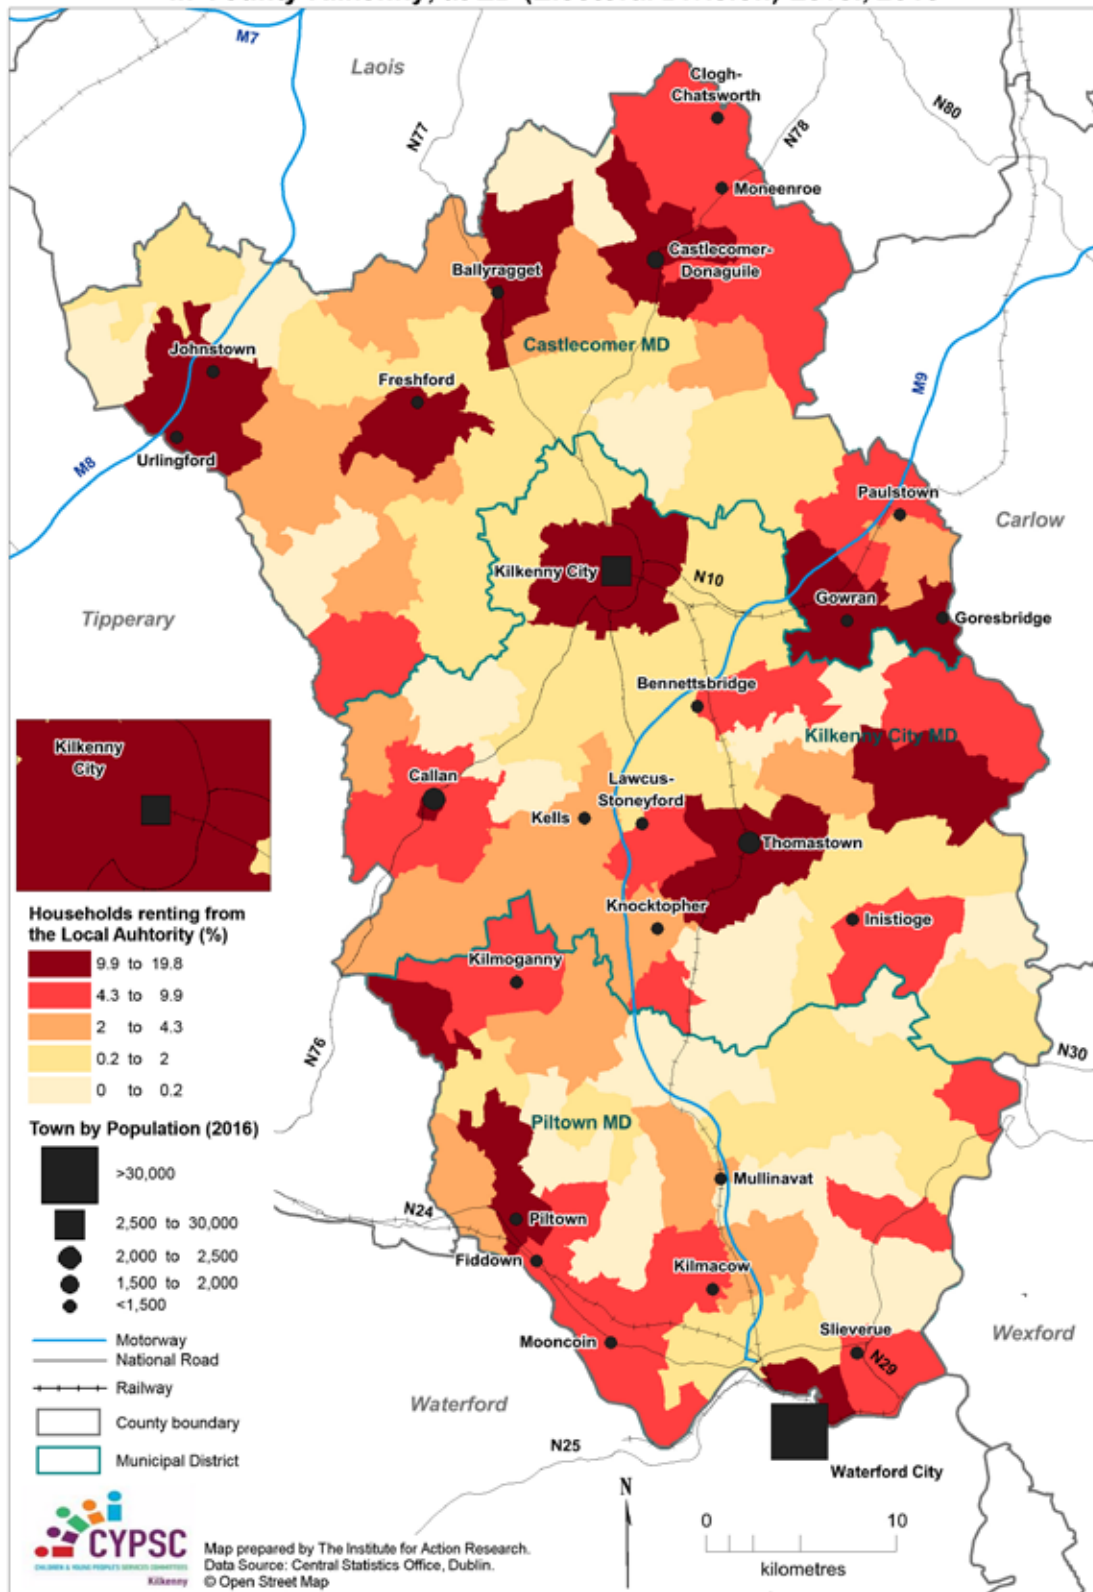 M7
Laois
Clogh-
Chatsworth
N77
N78
N80
Moneenroe
Castlecomer-
Donaguile
Ballyragget
Castlecomer MD
Johnstown
Freshford
M9
M8
Urlingford
Paulstown
Carlow
Kilkenny City
N10
Gowran
Goresbridge
Tipperary
Bennettsbridge
Kilkenny City MD
Kilkenny
City
Callan
Lawcus-
Stoneyford
Kells
Thomastown
Knocktopher
Inistioge
Kilmoganny
N76
N30
Piltown MD
Mullinavat
N24
Piltown
Fiddown
Kilmacow
Mooncoin
Slieverue
N29
Wexford
Waterford
N25
Waterford City
Households renting from
the Local Auhtority (%)
9.9 to 19.8
4.3 to 9.9
2 to 4.3
0.2 to 2
0 to 0.2
Town by Population (2016)
>30,000
2,500 to 30,000
2,000 to 2,500
1,500 to 2,000
<1,500
Motorway
National Road
Railway
County boundary
Municipal District
CYPSC
CHILDREN & YOUNG PEOPLE'S SERVICES COMMITTEES
Kilkenny
Map prepared by The Institute for Action Research.
Data Source: Central Statistics Office, Dublin.
© Open Street Map
N
0 10
kilometres